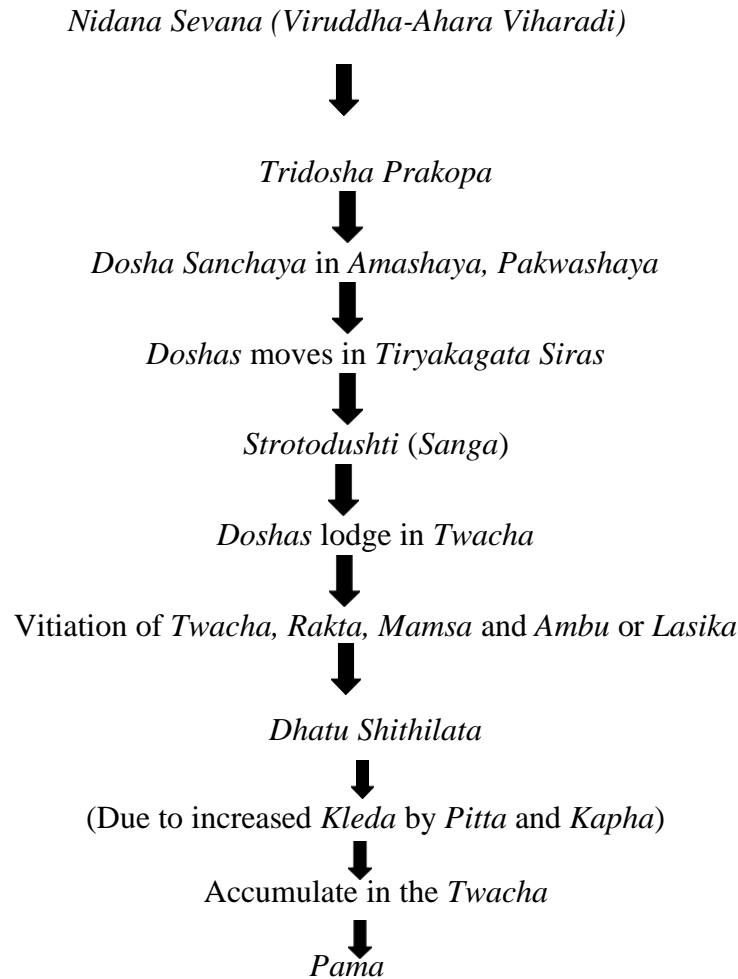 Nidana Sevana (Viruddha-Ahara Viharadi)
Tridosha Prakopa
Dosha Sanchaya in Amashaya, Pakwashaya
Doshas moves in Tiryakagata Siras
Strotodushti (Sanga)
Doshas lodge in Twacha
Vitiation of Twacha, Rakta, Mamsa and Ambu or Lasika
Dhatu Shithilata
(Due to increased Kleda by Pitta and Kapha)
Accumulate in the Twacha
Pama